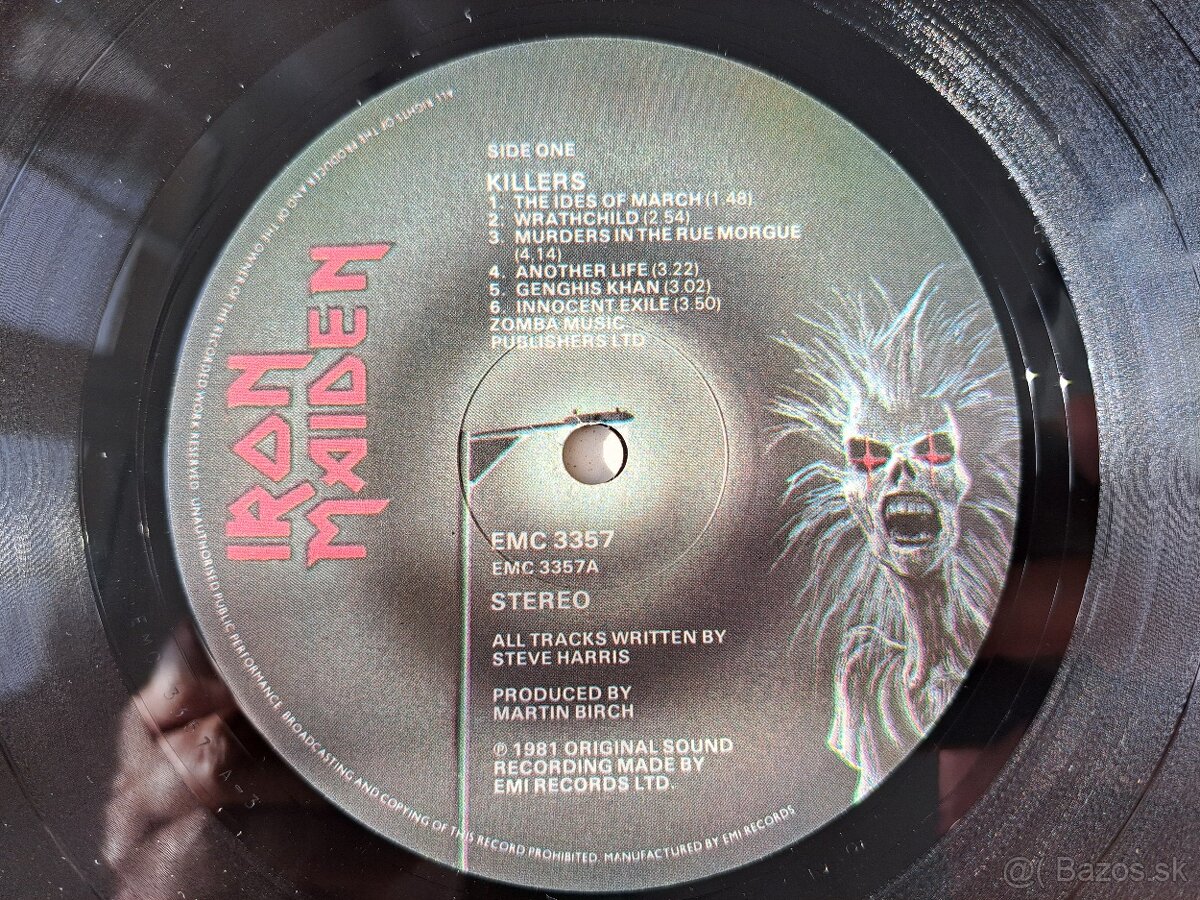 SIDE ONE
KILLERS
1. THE IDES OF MARCH (1.48)
2. WRATHCHILD (2.54)
3. MURDERS IN THE RUE MORGUE
(4.14)
4. ANOTHER LIFE (3.22)
5. GENGHIS KHAN (3.02)
6. INNOCENT EXILE (3.50)
ZOMBA MUSIC
PUBLISHERS LTD
IRON
MAIDEN
EMC 3357
EMC 3357A
STEREO
ALL TRACKS WRITTEN BY
STEVE HARRIS
PRODUCED BY
MARTIN BIRCH
℗ 1981 ORIGINAL SOUND
RECORDING MADE BY
EMI RECORDS LTD.
ALL RIGHTS OF THE PRODUCER AND OF THE OWNER OF THE RECORDED WORK RESERVED. UNAUTHORISED PUBLIC PERFORMANCE, BROADCASTING AND COPYING OF THIS RECORD PROHIBITED. MANUFACTURED BY EMI RECORDS
@( Bazos.sk